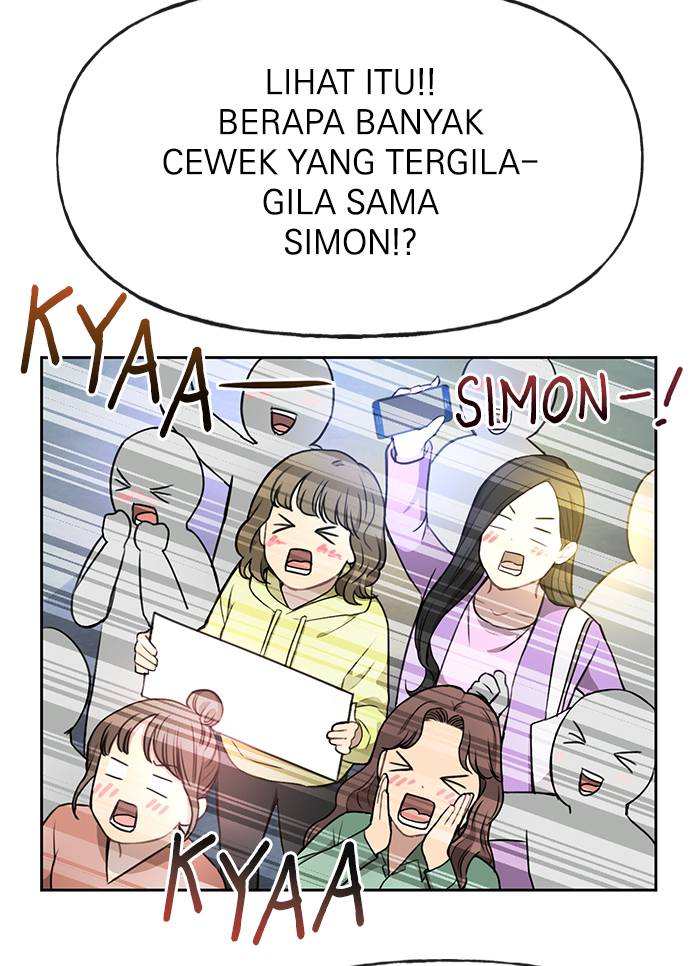 LIHAT ITU!!
BERAPA BANYAK
CEWEK YANG TERGILA-
GILA SAMA
SIMON!?
KYAA—
SIMON-!
KYAA